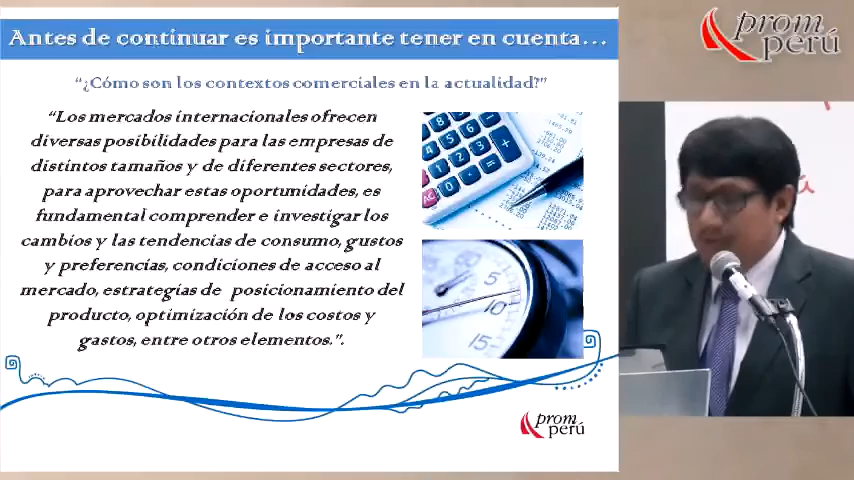 Antes de continuar es importante tener en cuenta...
"¿Cómo son los contextos comerciales en la actualidad?"
"Los mercados internacionales ofrecen
diversas posibilidades para las empresas de
distintos tamaños y de diferentes sectores,
para aprovechar estas oportunidades, es
fundamental comprender e investigar los
cambios y las tendencias de consumo, gustos
y preferencias, condiciones de acceso al
mercado, estrategias de posicionamiento del
producto, optimización de los costos y
gastos, entre otros elementos.".
prom
perú
prom
perú
5
10
15